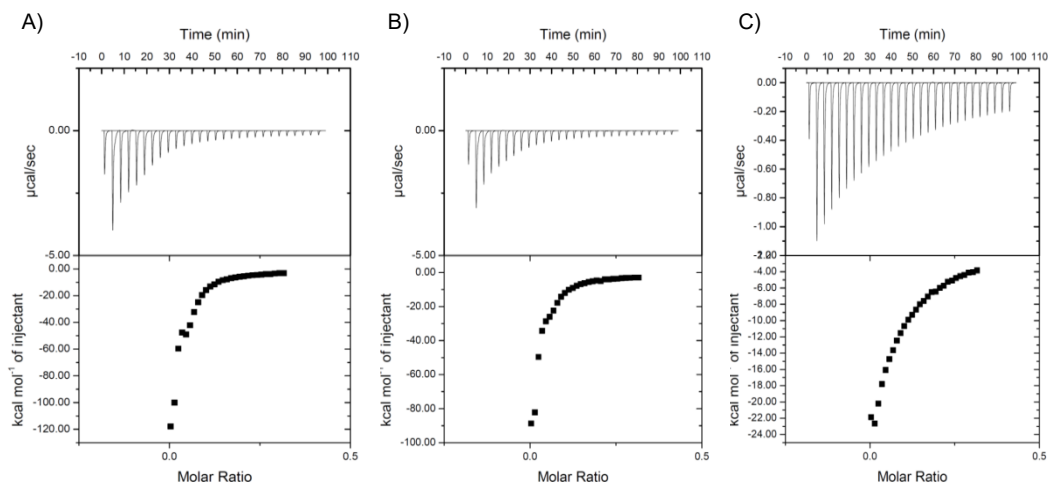 A)
Time (min)
-10 0 10 20 30 40 50 60 70 80 90 100 110
0.00
-5.00
µcal/sec
0.00
-20.00
-40.00
-60.00
-80.00
-100.00
-120.00
kcal mol⁻¹ of injectant
0.0 0.5
Molar Ratio
B)
Time (min)
-10 0 10 20 30 40 50 60 70 80 90 100 110
0.00
-5.00
µcal/sec
0.00
-20.00
-40.00
-60.00
-80.00
-100.00
kcal mol of injectant
0.0 0.5
Molar Ratio
C)
Time (min)
-10 0 10 20 30 40 50 60 70 80 90 100 110
0.00
-0.20
-0.40
-0.60
-0.80
-1.00
µcal/sec
-4.00
-6.00
-8.00
-10.00
-12.00
-14.00
-16.00
-18.00
-20.00
-22.00
-24.00
kcal mol of injectant
0.0 0.5
Molar Ratio